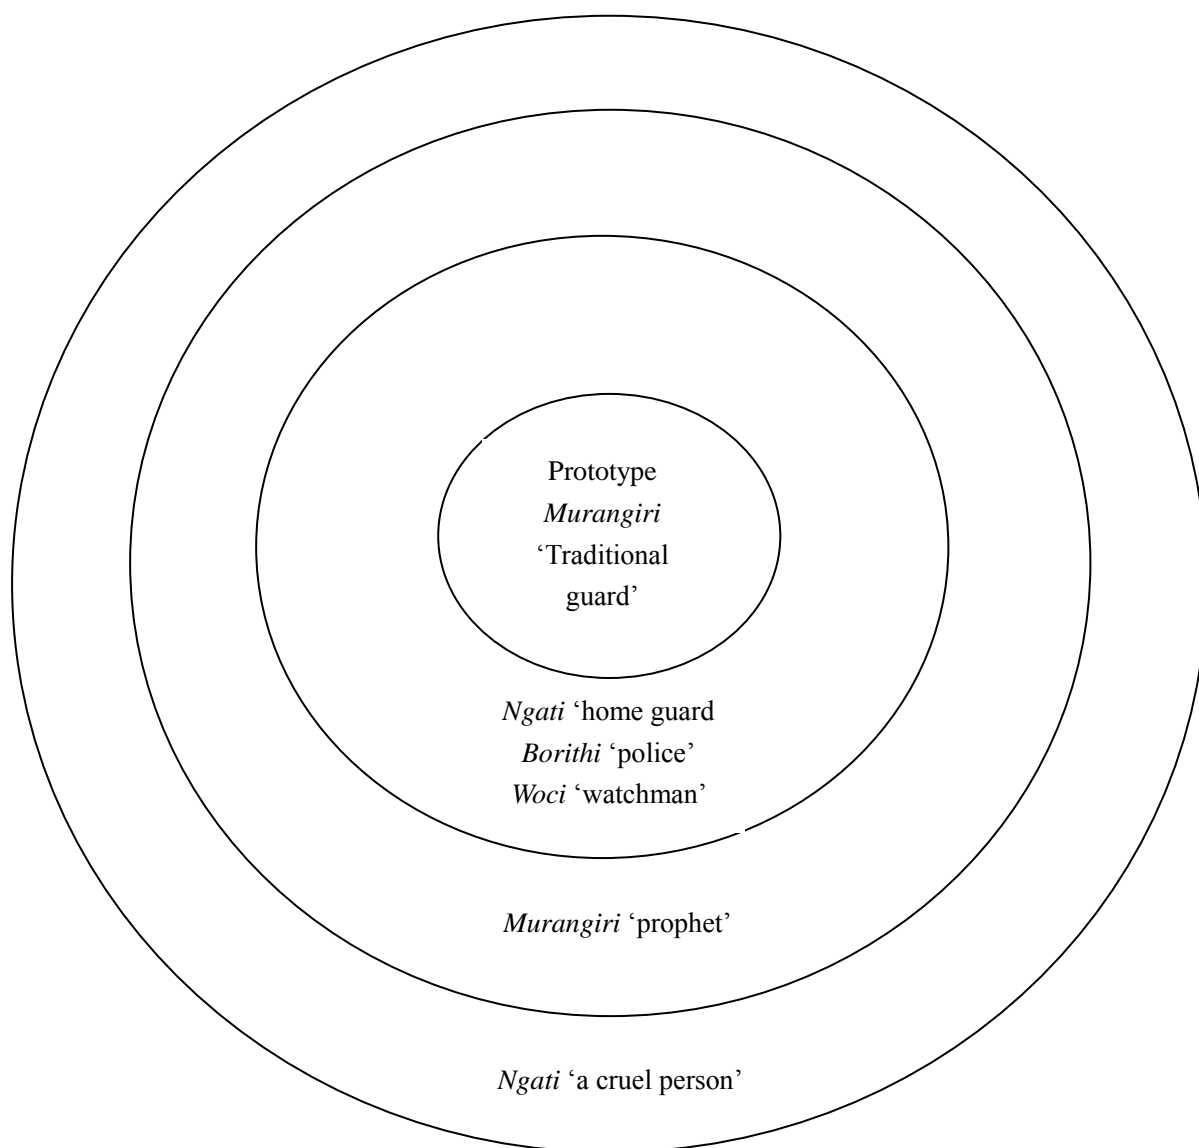 Prototype
Murangiri
‘Traditional
guard’
Ngati ‘home guard
Borithi ‘police’
Woci ‘watchman’
Murangiri ‘prophet’
Ngati ‘a cruel person’